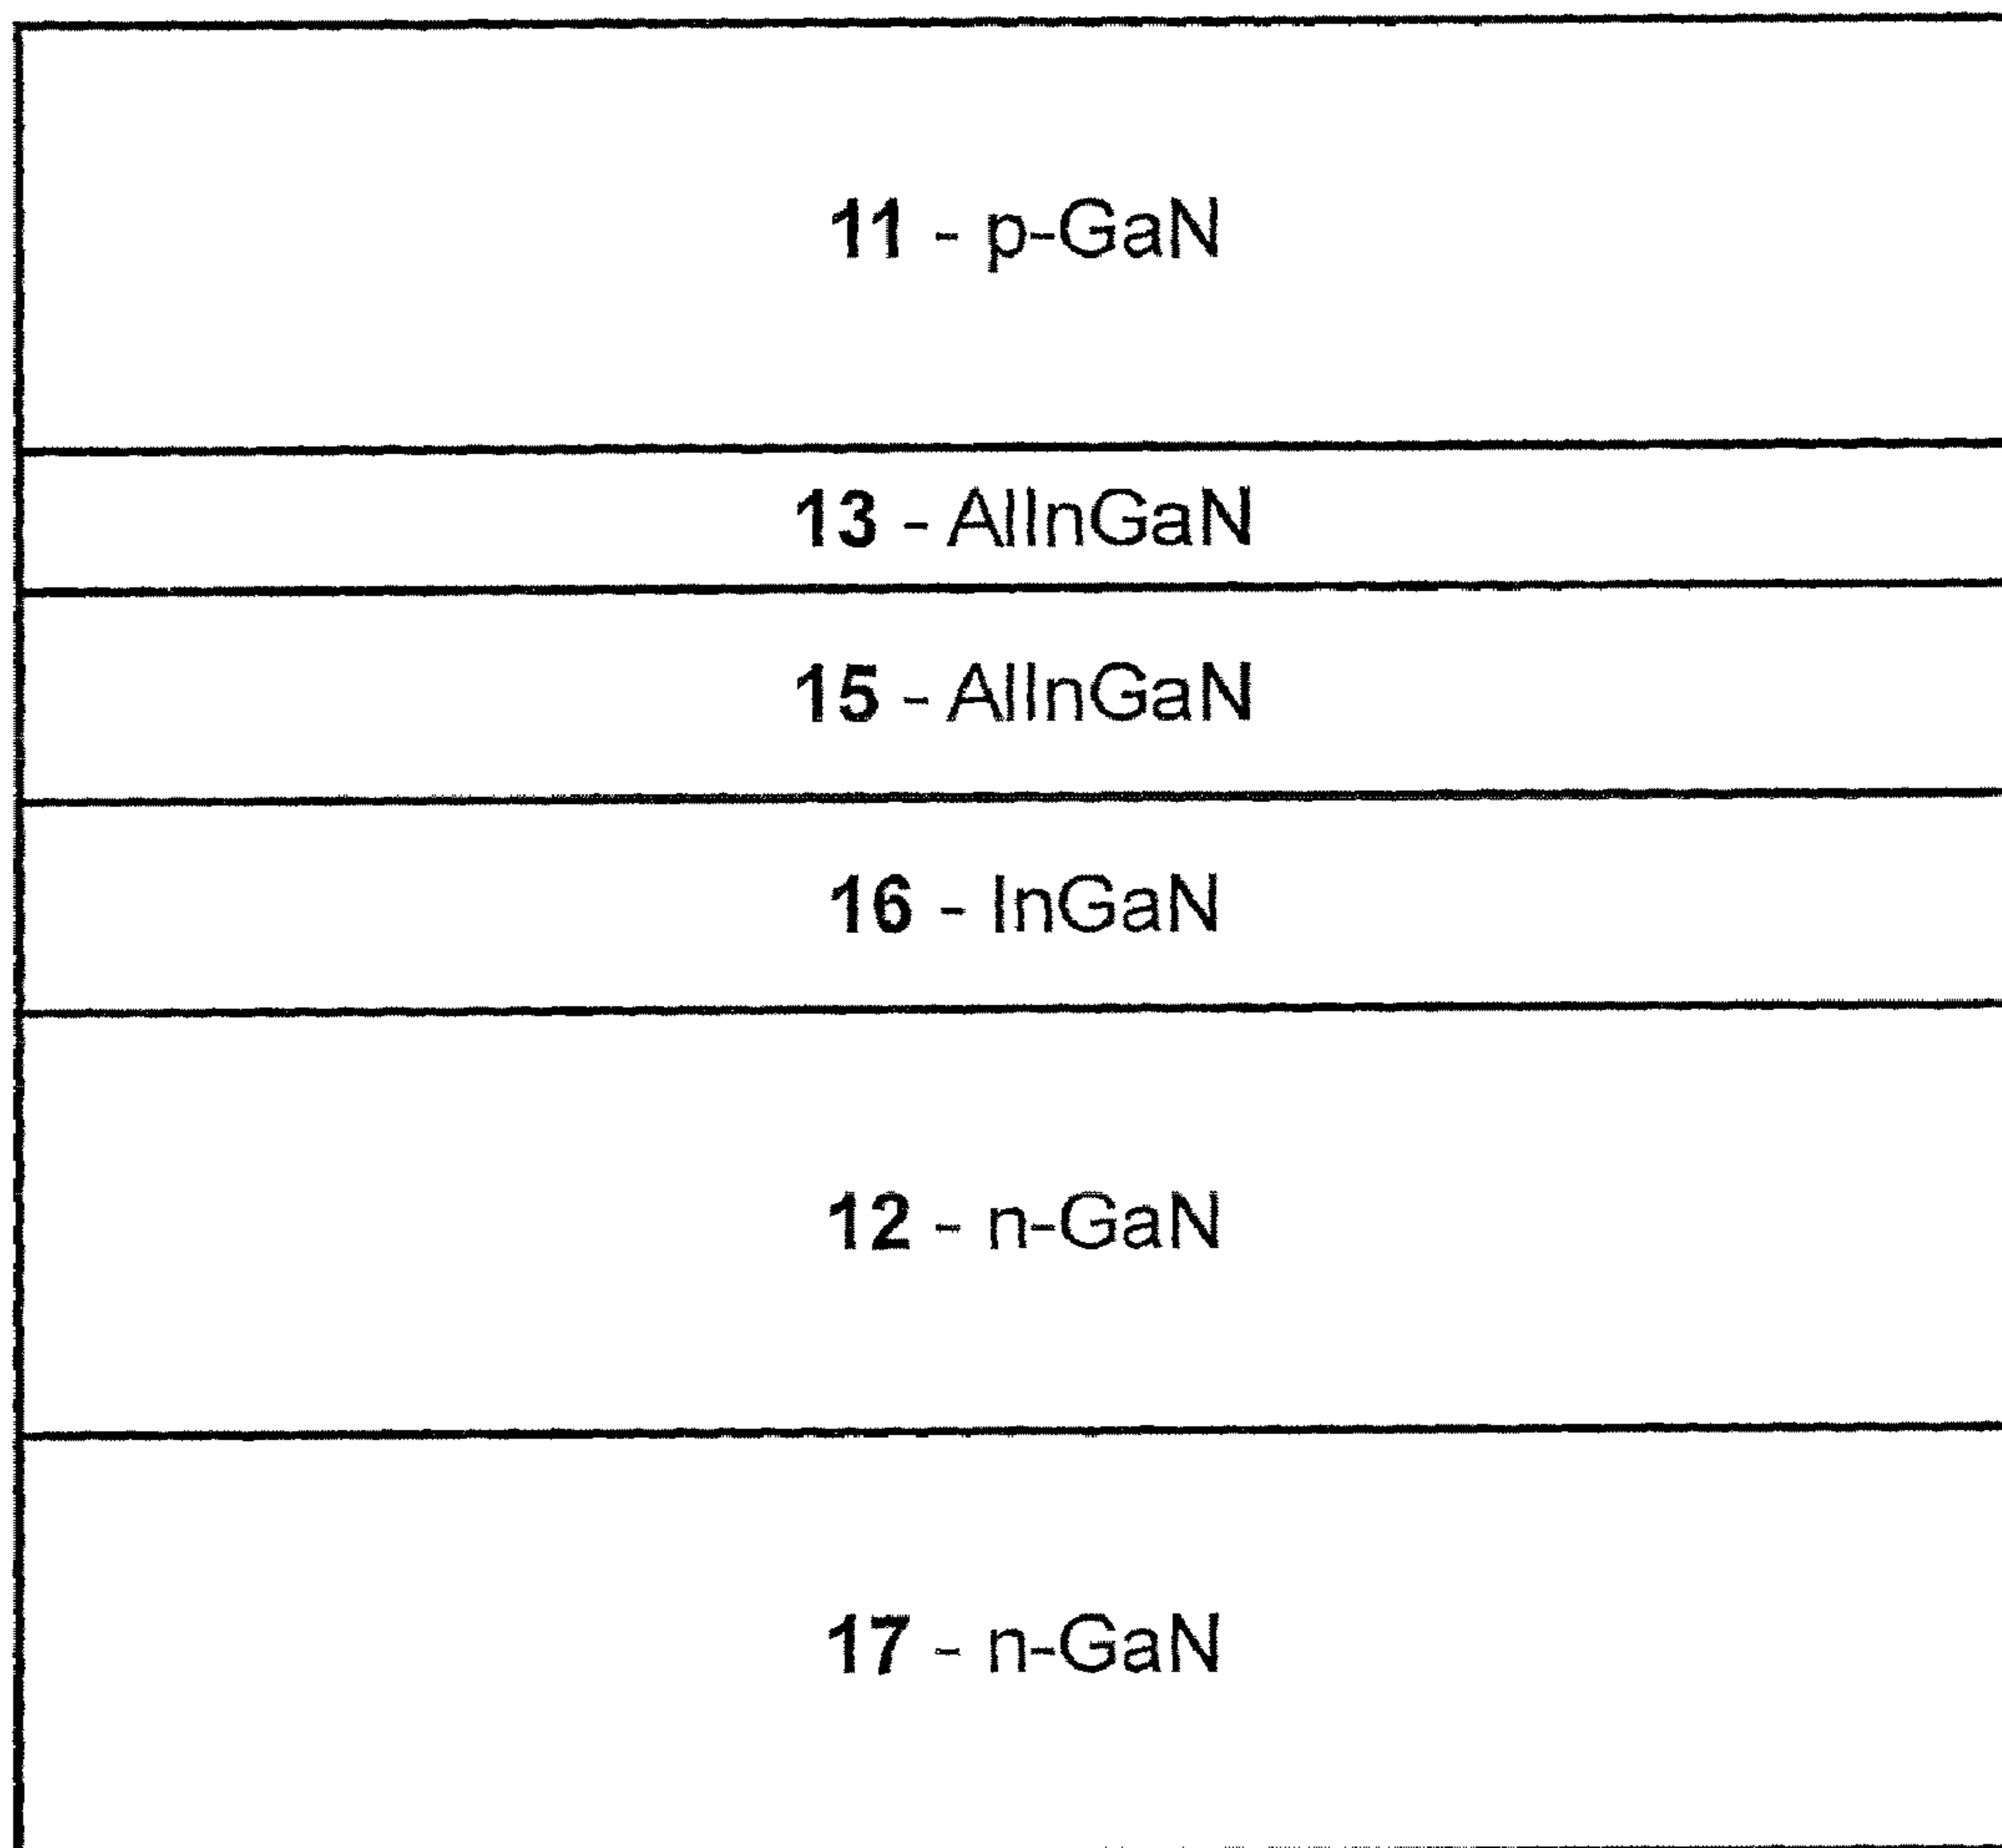 11 - p-GaN
13 - AlInGaN
15 - AlInGaN
16 - InGaN
12 - n-GaN
17 - n-GaN